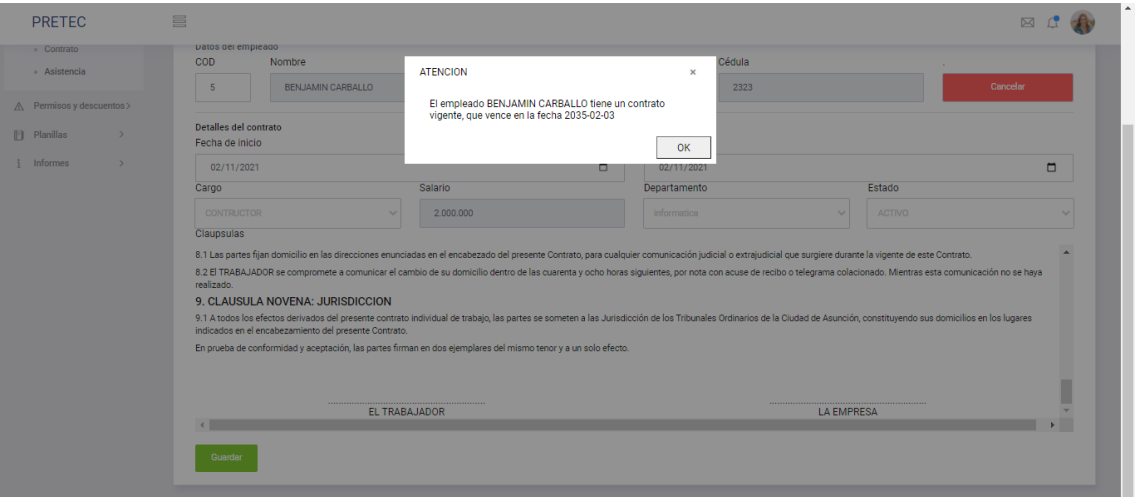 PRETEC
Contrato
Asistencia
Permisos y descuentos
Planillas
Informes
Datos del empleado
COD
Nombre
Cédula
5
BENJAMIN CARBALLO
2323
Cancelar
ATENCION
El empleado BENJAMIN CARBALLO tiene un contrato
vigente, que vence en la fecha 2035-02-03
OK
Detalles del contrato
Fecha de inicio
02/11/2021
02/11/2021
Cargo
Salario
Departamento
Estado
CONTRUCTOR
2.000.000
informatica
ACTIVO
Claupsulas
8.1 Las partes fijan domicilio en las direcciones enunciadas en el encabezado del presente Contrato, para cualquier comunicación judicial o extrajudicial que surgiere durante la vigente de este Contrato.
8.2 El TRABAJADOR se compromete a comunicar el cambio de su domicilio dentro de las cuarenta y ocho horas siguientes, por nota con acuse de recibo o telegrama colacionado. Mientras esta comunicación no se haya
realizado.
9. CLAUSULA NOVENA: JURISDICCION
9.1 A todos los efectos derivados del presente contrato individual de trabajo, las partes se someten a las Jurisdicción de los Tribunales Ordinarios de la Ciudad de Asunción, constituyendo sus domicilios en los lugares
indicados en el encabezamiento del presente Contrato.
En prueba de conformidad y aceptación, las partes firman en dos ejemplares del mismo tenor y a un solo efecto.
EL TRABAJADOR
LA EMPRESA
Guardar